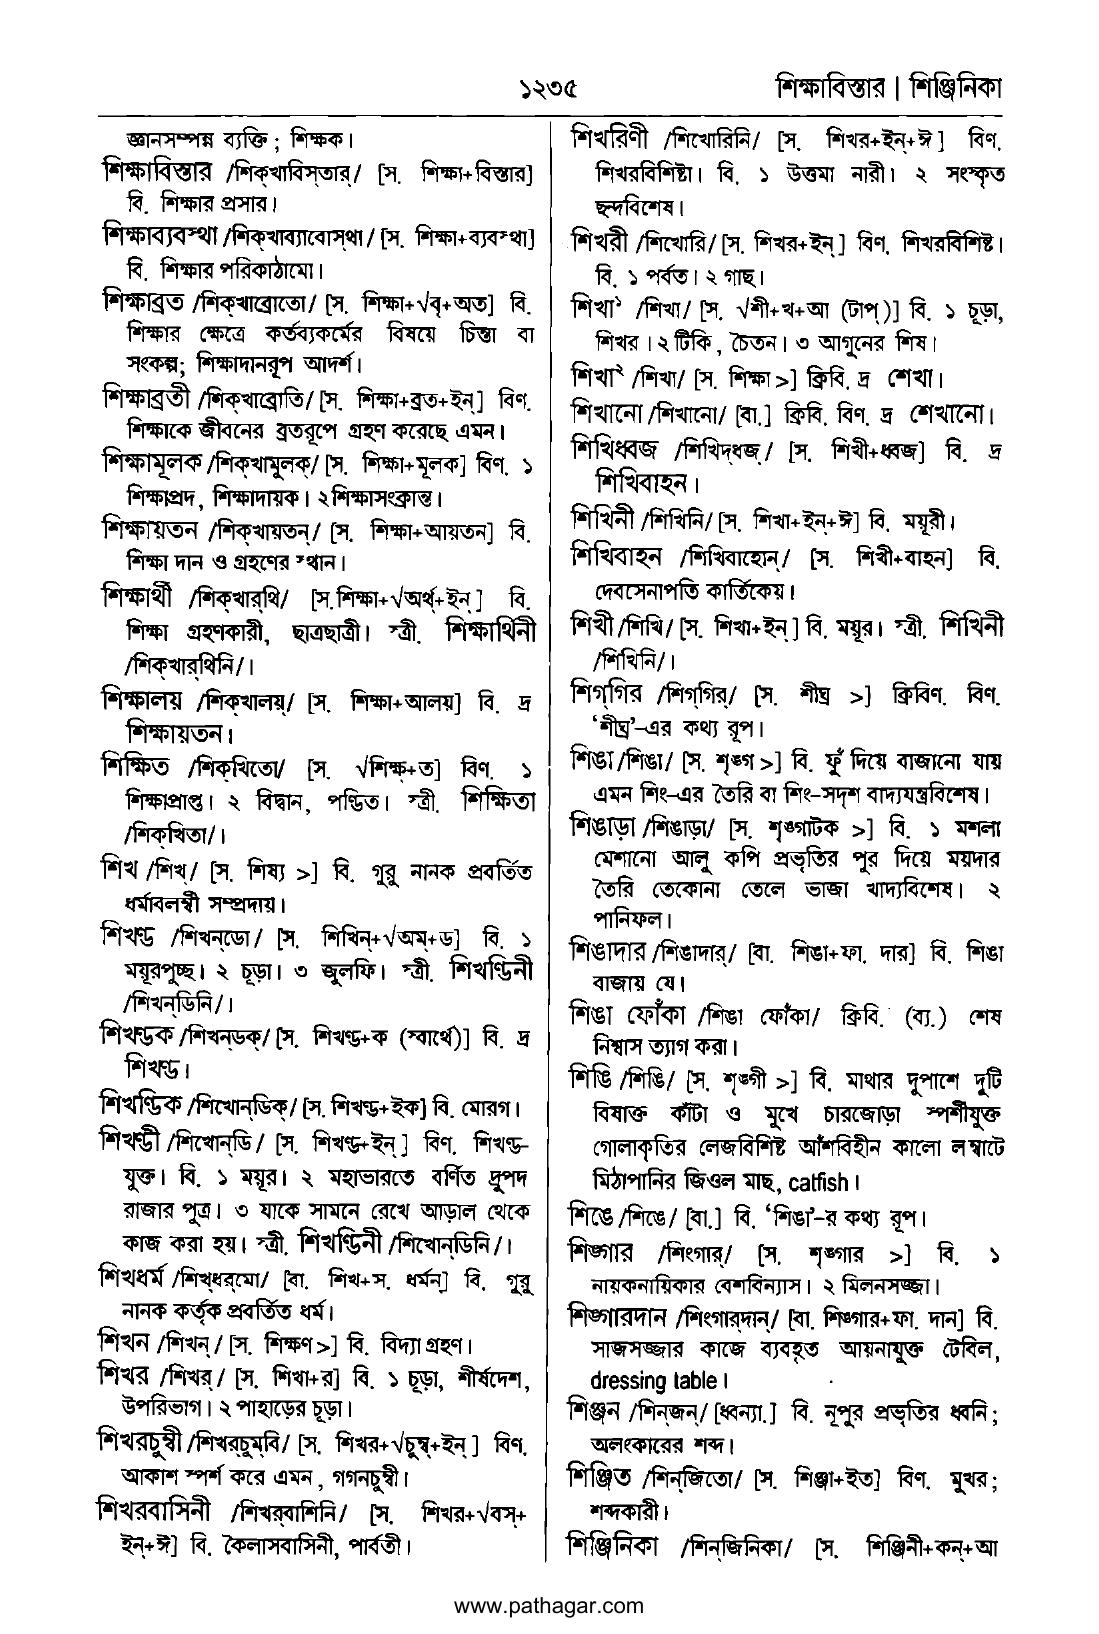 ১২৩৫
শিক্ষাবিস্তার | শিঞ্জিনিকা
জ্ঞানসম্পন্ন ব্যক্তি ; শিক্ষক।
শিক্ষাবিস্তার /শিক্‌খাবিস্‌তার্‌/ [স. শিক্ষা+বিস্তার]
বি. শিক্ষার প্রসার।
শিক্ষাব্যবস্থা /শিক্‌খাব্যাবোস্‌থা/ [স. শিক্ষা+ব্যবস্থা]
বি. শিক্ষার পরিকাঠামো।
শিক্ষাব্রত /শিক্‌খাব্রোতো/ [স. শিক্ষা+√বৃ+অত] বি.
শিক্ষার ক্ষেত্রে কর্তব্যকর্মের বিষয়ে চিন্তা বা
সংকল্প; শিক্ষাদানরূপ আদর্শ।
শিক্ষাব্রতী /শিক্‌খাব্রোতি/ [স. শিক্ষা+ব্রত+ইন্‌] বিণ.
শিক্ষাকে জীবনের ব্রতরূপে গ্রহণ করেছে এমন।
শিক্ষামূলক /শিক্‌খামুলক্‌/ [স. শিক্ষা+মূলক] বিণ. ১
শিক্ষাপ্রদ, শিক্ষাদায়ক। ২ শিক্ষাসংক্রান্ত।
শিক্ষায়তন /শিক্‌খায়তন্‌/ [স. শিক্ষা+আয়তন] বি.
শিক্ষা দান ও গ্রহণের স্থান।
শিক্ষার্থী /শিক্‌খার্‌থি/ [স.শিক্ষা+√অর্থ্‌+ইন্‌] বি.
শিক্ষা গ্রহণকারী, ছাত্রছাত্রী। স্ত্রী. শিক্ষার্থিনী
/শিক্‌খার্‌থিনি/।
শিক্ষালয় /শিক্‌খালয়্‌/ [স. শিক্ষা+আলয়] বি. দ্র
শিক্ষায়তন।
শিক্ষিত /শিক্‌খিতো/ [স. √শিক্ষ্‌+ত] বিণ. ১
শিক্ষাপ্রাপ্ত। ২ বিদ্বান, পণ্ডিত। স্ত্রী. শিক্ষিতা
/শিক্‌খিতা/।
শিখ /শিখ্‌/ [স. শিষ্য >] বি. গুরু নানক প্রবর্তিত
ধর্মাবলম্বী সম্প্রদায়।
শিখণ্ড /শিখন্‌ডো/ [স. শিখিন্‌+√অম্‌+ড] বি. ১
ময়ূরপুচ্ছ। ২ চূড়া। ৩ জুলফি। স্ত্রী. শিখণ্ডিনী
/শিখন্‌ডিনি/।
শিখণ্ডক /শিখন্‌ডক্‌/ [স. শিখণ্ড+ক (স্বার্থে)] বি. দ্র
শিখণ্ড।
শিখণ্ডিক /শিখোন্‌ডিক্‌/ [স. শিখণ্ড+ইক] বি. মোরগ।
শিখণ্ডী /শিখোন্‌ডি/ [স. শিখণ্ড+ইন্‌] বিণ. শিখণ্ড-
যুক্ত। বি. ১ ময়ূর। ২ মহাভারতে বর্ণিত দ্রুপদ
রাজার পুত্র। ৩ যাকে সামনে রেখে আড়াল থেকে
কাজ করা হয়। স্ত্রী. শিখণ্ডিনী /শিখোন্‌ডিনি/।
শিখধর্ম /শিখ্‌ধর্‌মো/ [বা. শিখ+স. ধর্মন্‌] বি. গুরু
নানক কর্তৃক প্রবর্তিত ধর্ম।
শিখন /শিখন্‌/ [স. শিক্ষণ>] বি. বিদ্যা গ্রহণ।
শিখর /শিখর্‌/ [স. শিখা+র] বি. ১ চূড়া, শীর্ষদেশ,
উপরিভাগ। ২ পাহাড়ের চূড়া।
শিখরচুম্বী /শিখর্‌চুম্‌বি/ [স. শিখর+√চুম্ব্‌+ইন্‌] বিণ.
আকাশ স্পর্শ করে এমন, গগনচুম্বী।
শিখরবাসিনী /শিখর্‌বাশিনি/ [স. শিখর+√বস্‌+
ইন্‌+ঈ] বি. কৈলাসবাসিনী, পার্বতী।
শিখরিণী /শিখোরিনি/ [স. শিখর+ইন্‌+ঈ] বিণ.
শিখরবিশিষ্টা। বি. ১ উত্তমা নারী। ২ সংস্কৃত
ছন্দবিশেষ।
শিখরী /শিখোরি/ [স. শিখর+ইন্‌] বিণ. শিখরবিশিষ্ট।
বি. ১ পর্বত। ২ গাছ।
শিখা১ /শিখা/ [স. √শী+খ+আ (টাপ্‌)] বি. ১ চূড়া,
শিখর। ২ টিকি, চৈতন। ৩ আগুনের শিষ।
শিখা২ /শিখা/ [স. শিক্ষা >] ক্রিবি. দ্র শেখা।
শিখানো /শিখানো/ [বা.] ক্রিবি. বিণ. দ্র শেখানো।
শিখিধ্বজ /শিখিদ্‌ধজ্‌/ [স. শিখী+ধ্বজ] বি. দ্র
শিখিবাহন।
শিখিনী /শিখিনি/ [স. শিখা+ইন্‌+ঈ] বি. ময়ূরী।
শিখিবাহন /শিখিবাহোন্‌/ [স. শিখী+বাহন] বি.
দেবসেনাপতি কার্তিকেয়।
শিখী /শিখি/ [স. শিখা+ইন্‌] বি. ময়ূর। স্ত্রী. শিখিনী
/শিখিনি/।
শিগ্‌গির /শিগ্‌গির্‌/ [স. শীঘ্র >] ক্রিবিণ. বিণ.
‘শীঘ্র’-এর কথ্য রূপ।
শিঙা /শিঙা/ [স. শৃঙ্গ >] বি. ফুঁ দিয়ে বাজানো যায়
এমন শিং-এর তৈরি বা শিং-সদৃশ বাদ্যযন্ত্রবিশেষ।
শিঙাড়া /শিঙাড়া/ [স. শৃঙ্গাটক >] বি. ১ মশলা
মেশানো আলু কপি প্রভৃতির পুর দিয়ে ময়দার
তৈরি তেকোনা তেলে ভাজা খাদ্যবিশেষ। ২
পানিফল।
শিঙাদার /শিঙাদার্‌/ [বা. শিঙা+ফা. দার] বি. শিঙা
বাজায় যে।
শিঙা ফোঁকা /শিঙা ফোঁকা/ ক্রিবি. (ব্য.) শেষ
নিশ্বাস ত্যাগ করা।
শিঙি /শিঙি/ [স. শৃঙ্গী >] বি. মাথার দুপাশে দুটি
বিষাক্ত কাঁটা ও মুখে চারজোড়া স্পর্শীযুক্ত
গোলাকৃতির লেজবিশিষ্ট আঁশবিহীন কালো লম্বাটে
মিঠাপানির জিওল মাছ, catfish।
শিঙে /শিঙে/ [বা.] বি. ‘শিঙা’-র কথ্য রূপ।
শিঙ্গার /শিংগার্‌/ [স. শৃঙ্গার >] বি. ১
নায়কনায়িকার বেশবিন্যাস। ২ মিলনসজ্জা।
শিঙ্গারদান /শিংগার্‌দান্‌/ [বা. শিঙ্গার+ফা. দান] বি.
সাজসজ্জার কাজে ব্যবহৃত আয়নাযুক্ত টেবিল,
dressing table।
শিঞ্জন /শিন্‌জন্‌/ [ধ্বন্যা.] বি. নূপুর প্রভৃতির ধ্বনি;
অলংকারের শব্দ।
শিঞ্জিত /শিন্‌জিতো/ [স. শিঞ্জা+ইত] বিণ. মুখর;
শব্দকারী।
শিঞ্জিনিকা /শিন্‌জিনিকা/ [স. শিঞ্জিনী+কন্‌+আ
www.pathagar.com